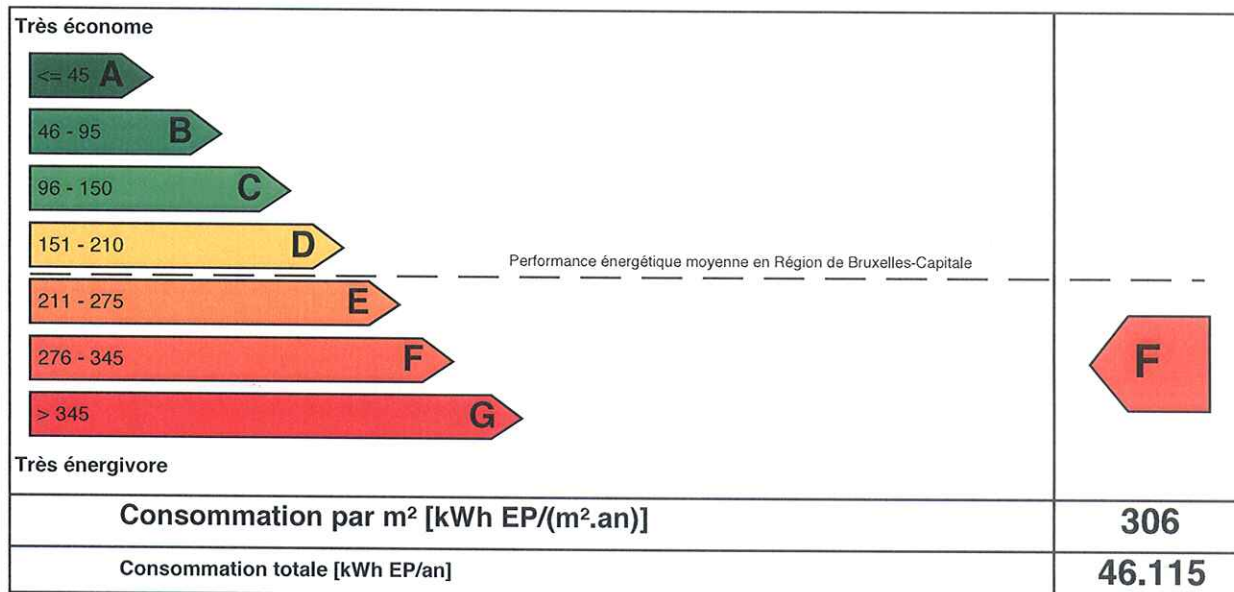 Très économe
<= 45 A
46 - 95 B
96 - 150 C
151 - 210 D
Performance énergétique moyenne en Région de Bruxelles-Capitale
211 - 275 E
276 - 345 F
F
> 345 G
Très énergivore
Consommation par m² [kWh EP/(m².an)] 306
Consommation totale [kWh EP/an] 46.115